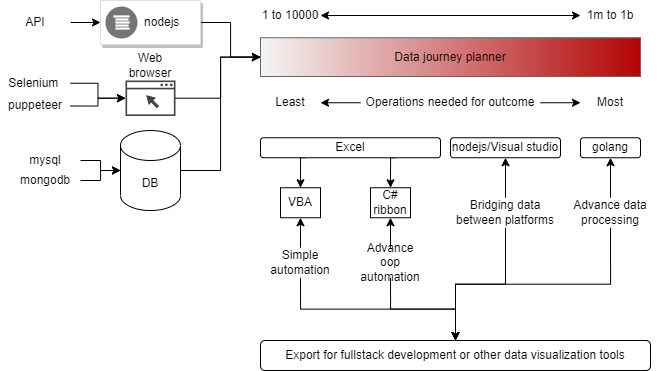 API
nodejs
1 to 10000
1m to 1b
Web
browser
Data journey planner
Selenium
puppeteer
Least
Operations needed for outcome
Most
mysql
mongodb
DB
Excel
nodejs/Visual studio
golang
VBA
C#
ribbon
Bridging data
between platforms
Advance data
processing
Simple
automation
Advance
oop
automation
Export for fullstack development or other data visualization tools